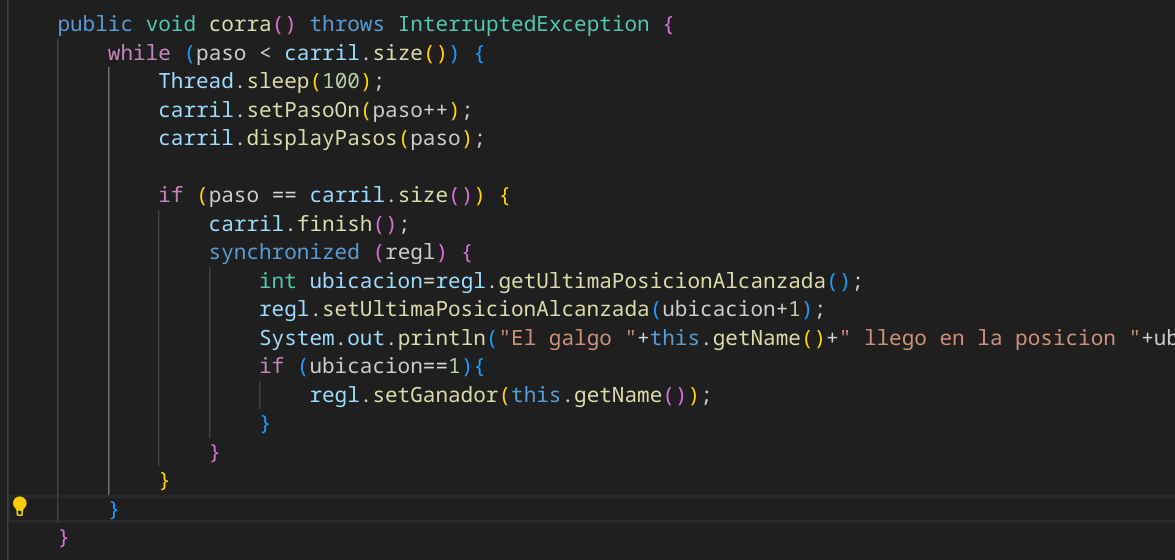 public void corra() throws InterruptedException {
while (paso < carril.size()) {
Thread.sleep(100);
carril.setPasoOn(paso++);
carril.displayPasos(paso);
if (paso == carril.size()) {
carril.finish();
synchronized (regl) {
int ubicacion=regl.getUltimaPosicionAlcanzada();
regl.setUltimaPosicionAlcanzada(ubicacion+1);
System.out.println("El galgo "+this.getName()+" llego en la posicion "+ub
if (ubicacion==1){
regl.setGanador(this.getName());
}
}
}
}
}